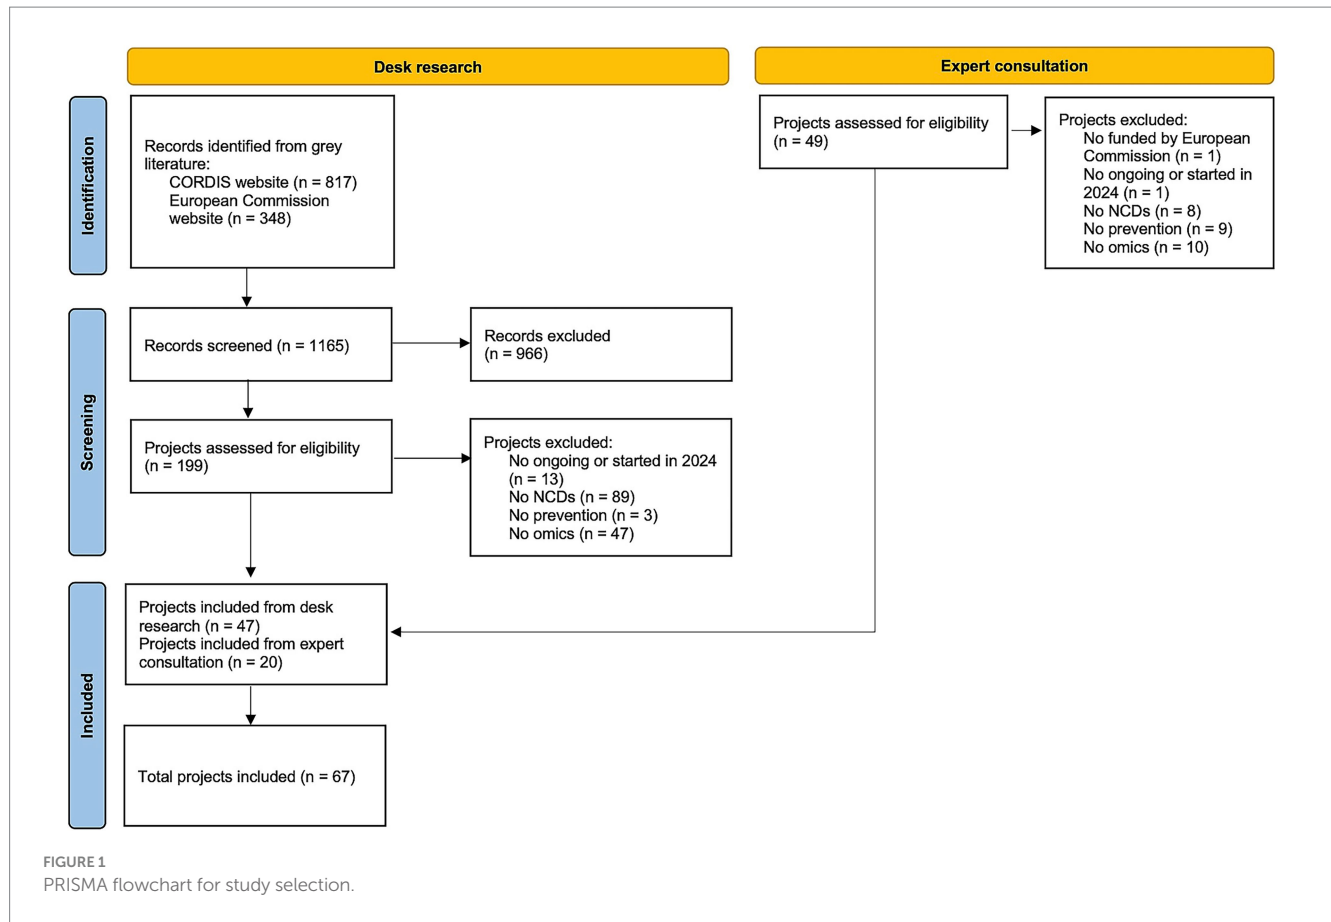 Desk research
Expert consultation
Identification
Records identified from grey
literature:
CORDIS website (n = 817)
European Commission
website (n = 348)
Projects assessed for eligibility
(n = 49)
Projects excluded:
No funded by European
Commission (n = 1)
No ongoing or started in
2024 (n = 1)
No NCDs (n = 8)
No prevention (n = 9)
No omics (n = 10)
Screening
Records screened (n = 1165)
Records excluded
(n = 966)
Projects assessed for eligibility
(n = 199)
Projects excluded:
No ongoing or started in 2024
(n = 13)
No NCDs (n = 89)
No prevention (n = 3)
No omics (n = 47)
Included
Projects included from desk
research (n = 47)
Projects included from expert
consultation (n = 20)
Total projects included (n = 67)
FIGURE 1
PRISMA flowchart for study selection.